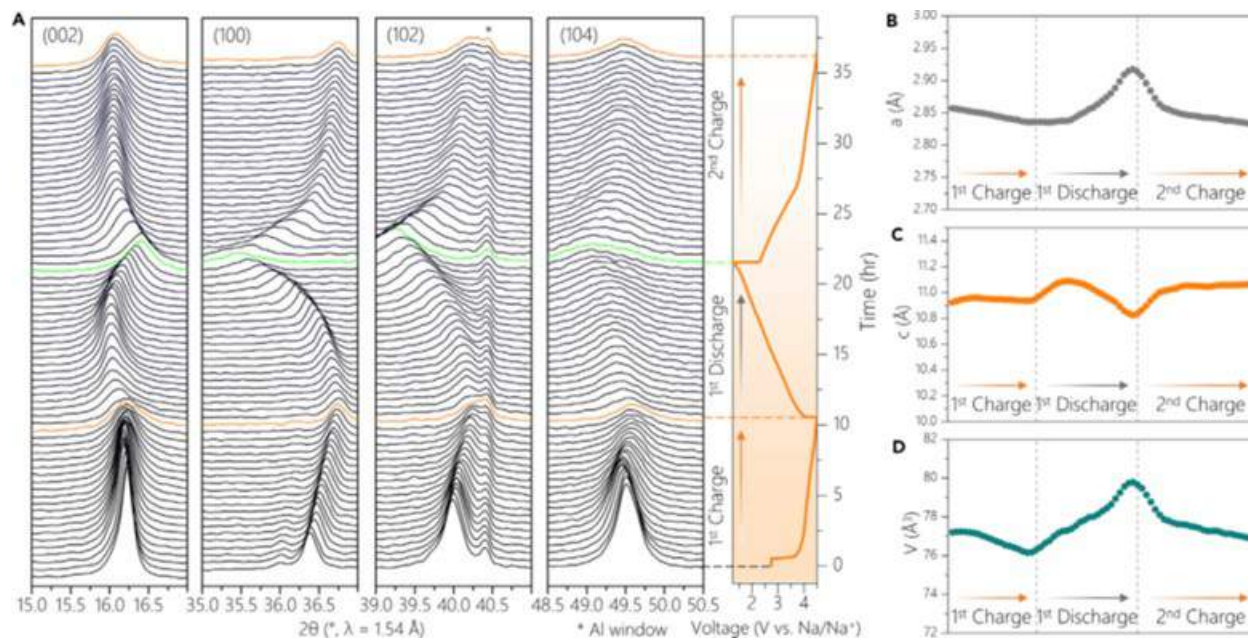 A
(002)
(100)
(102)
*
(104)
15.0 15.5 16.0 16.5
35.0 35.5 36.0 36.5
39.0 39.5 40.0 40.5
48.5 49.0 49.5 50.0 50.5
2θ (°, λ = 1.54 Å)
* Al window
1st Charge
1st Discharge
2nd Charge
2 3 4
Voltage (V vs. Na/Na⁺)
35
30
25
20
15
10
5
0
Time (hr)
B
3.00
2.95
2.90
2.85
2.80
2.75
2.70
a (Å)
1st Charge 1st Discharge 2nd Charge
C
11.4
11.2
11.0
10.8
10.6
10.4
10.2
10.0
c (Å)
1st Charge 1st Discharge 2nd Charge
D
82
80
78
76
74
72
V (Å³)
1st Charge 1st Discharge 2nd Charge